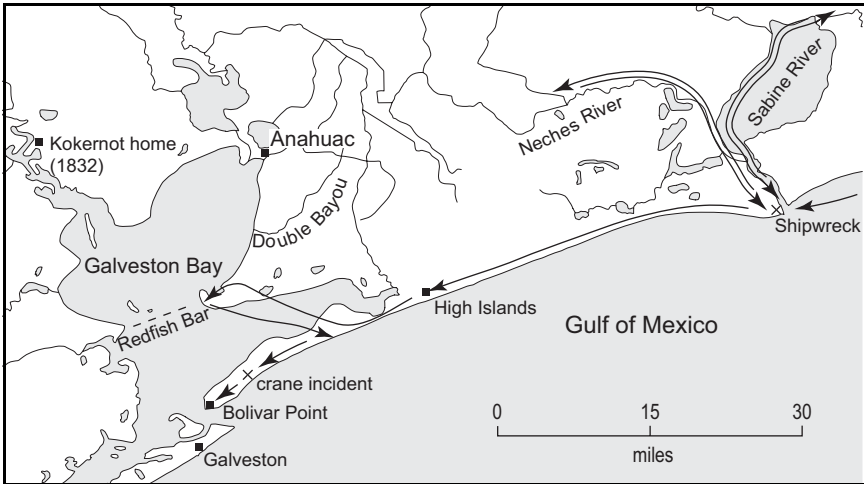 Sabine River
Neches River
Kokernot home
(1832)
Anahuac
Double Bayou
Shipwreck
Galveston Bay
Redfish Bar
High Islands
Gulf of Mexico
crane incident
Bolivar Point
Galveston
0 15 30
miles